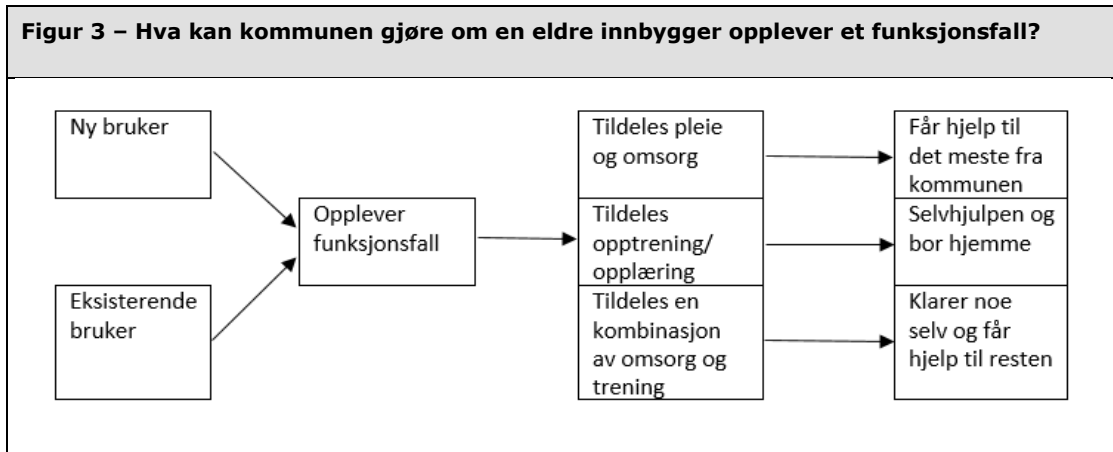 Figur 3 – Hva kan kommunen gjøre om en eldre innbygger opplever et funksjonsfall?
Ny bruker
Eksisterende
bruker
Opplever
funksjonsfall
Tildeles pleie
og omsorg
Tildeles
opptrening/
opplæring
Tildeles en
kombinasjon
av omsorg og
trening
Får hjelp til
det meste fra
kommunen
Selvhjulpen og
bor hjemme
Klarer noe
selv og får
hjelp til resten